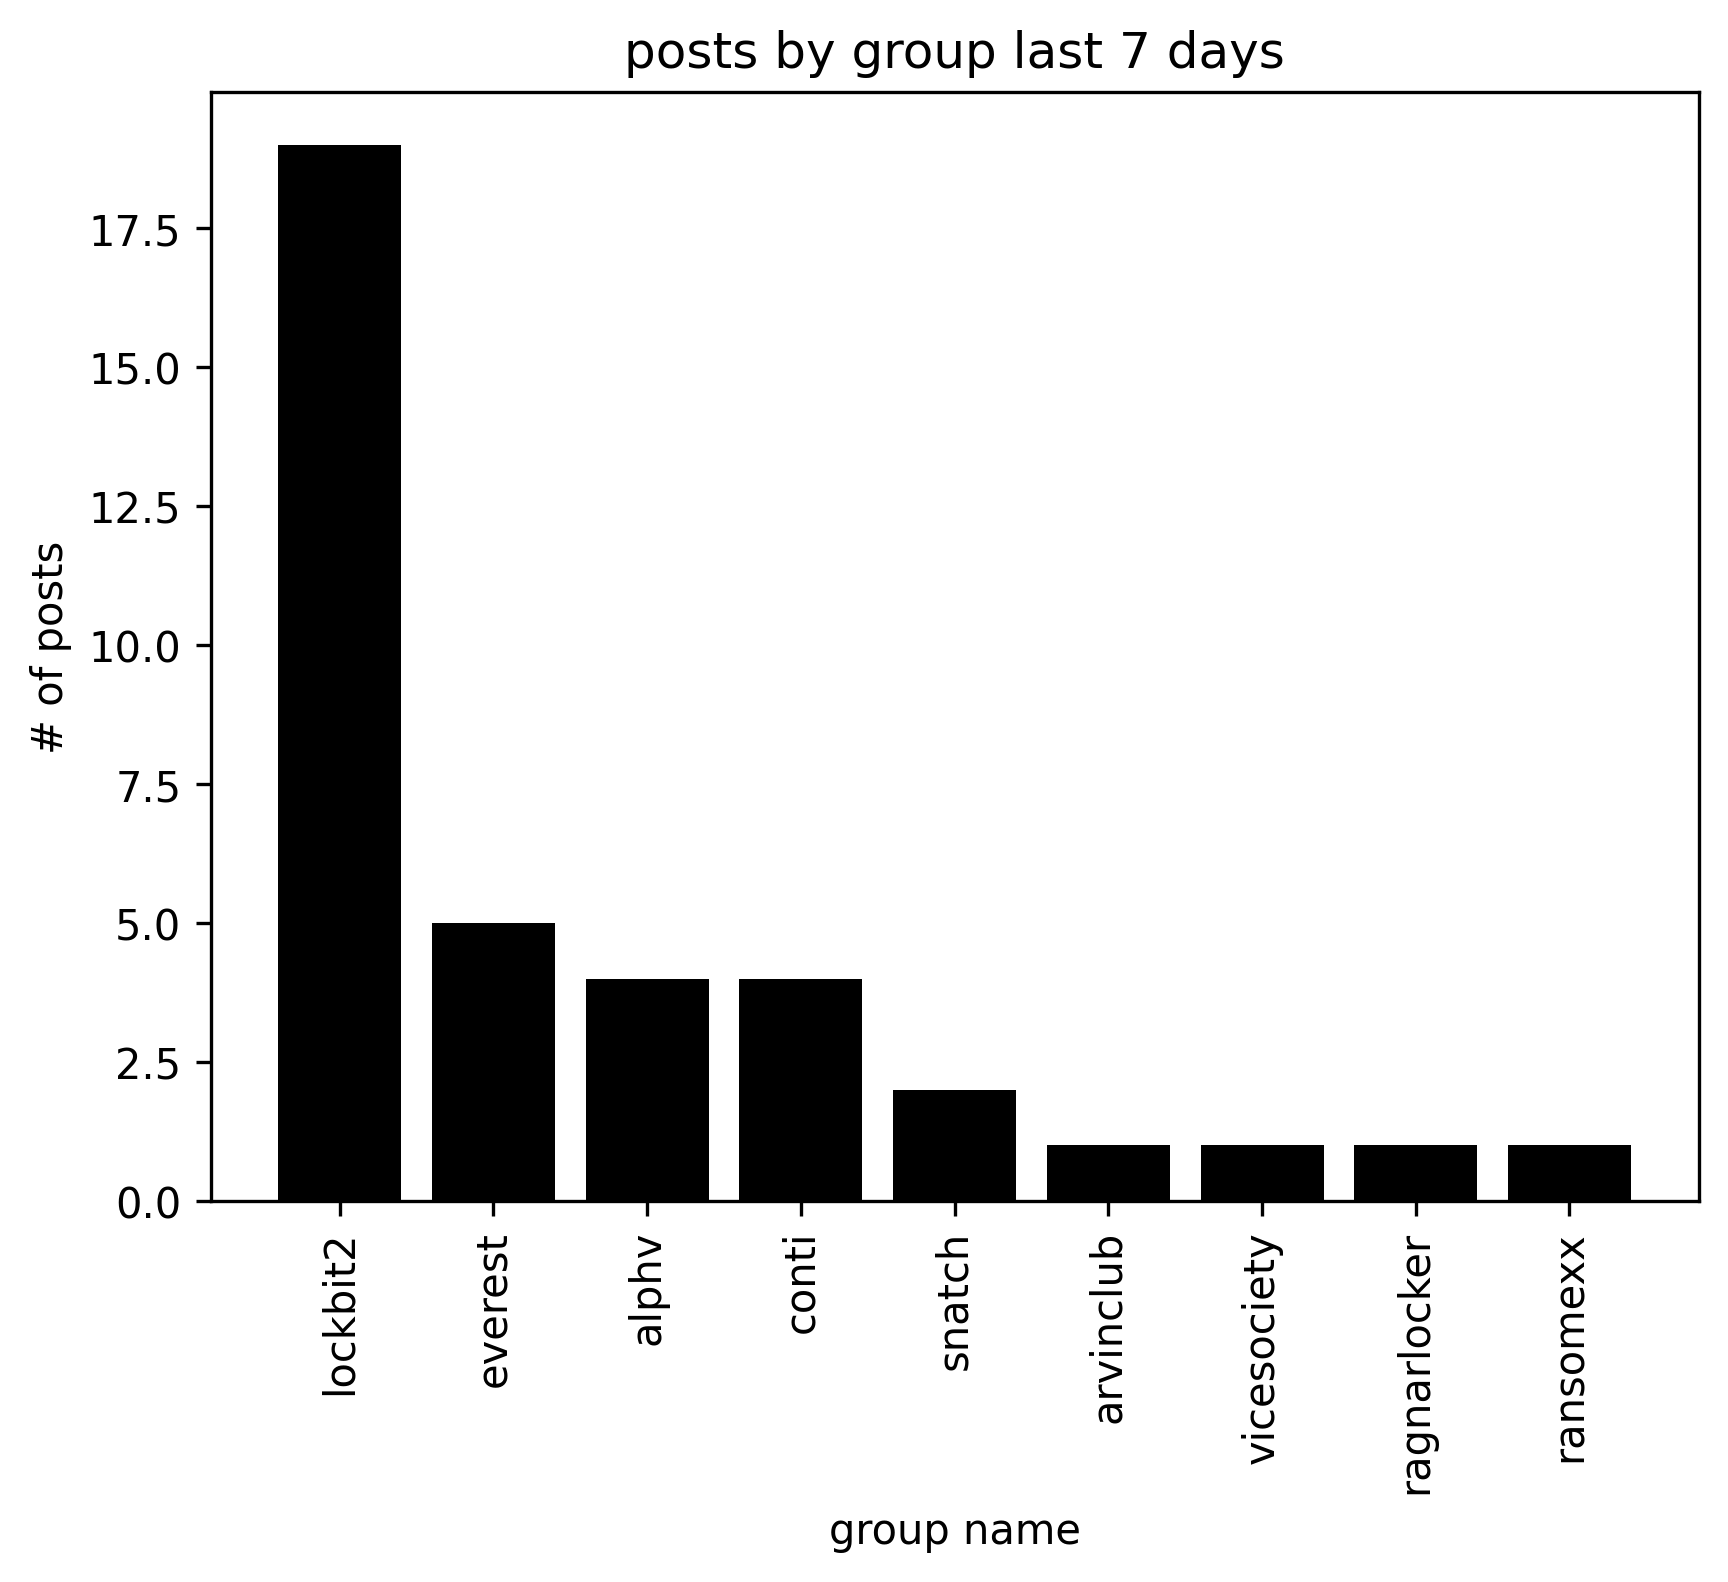 posts by group last 7 days
# of posts
17.5
15.0
12.5
10.0
7.5
5.0
2.5
0.0
lockbit2
everest
alphv
conti
snatch
arvinclub
vicesociety
ragnarlocker
ransomexx
group name